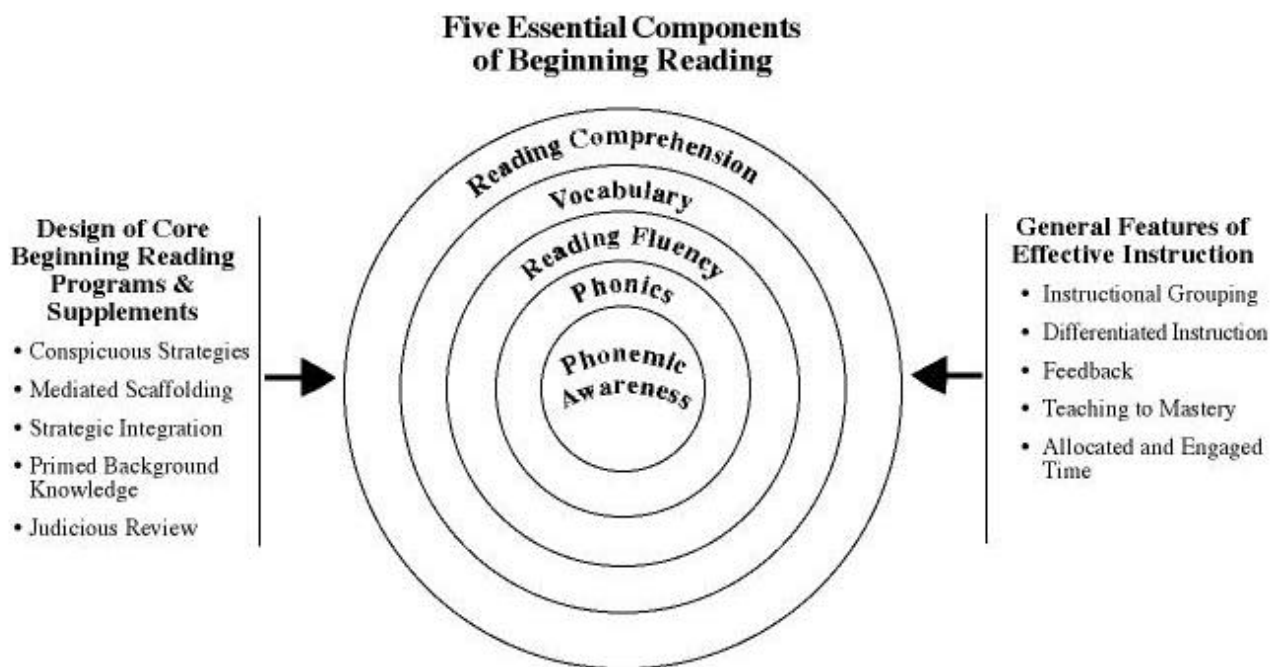 Five Essential Components
of Beginning Reading
Reading Comprehension
Vocabulary
Reading Fluency
Phonics
Phonemic
Awareness
Design of Core
Beginning Reading
Programs &
Supplements
• Conspicuous Strategies
• Mediated Scaffolding
• Strategic Integration
• Primed Background
Knowledge
• Judicious Review
General Features of
Effective Instruction
• Instructional Grouping
• Differentiated Instruction
• Feedback
• Teaching to Mastery
• Allocated and Engaged
Time